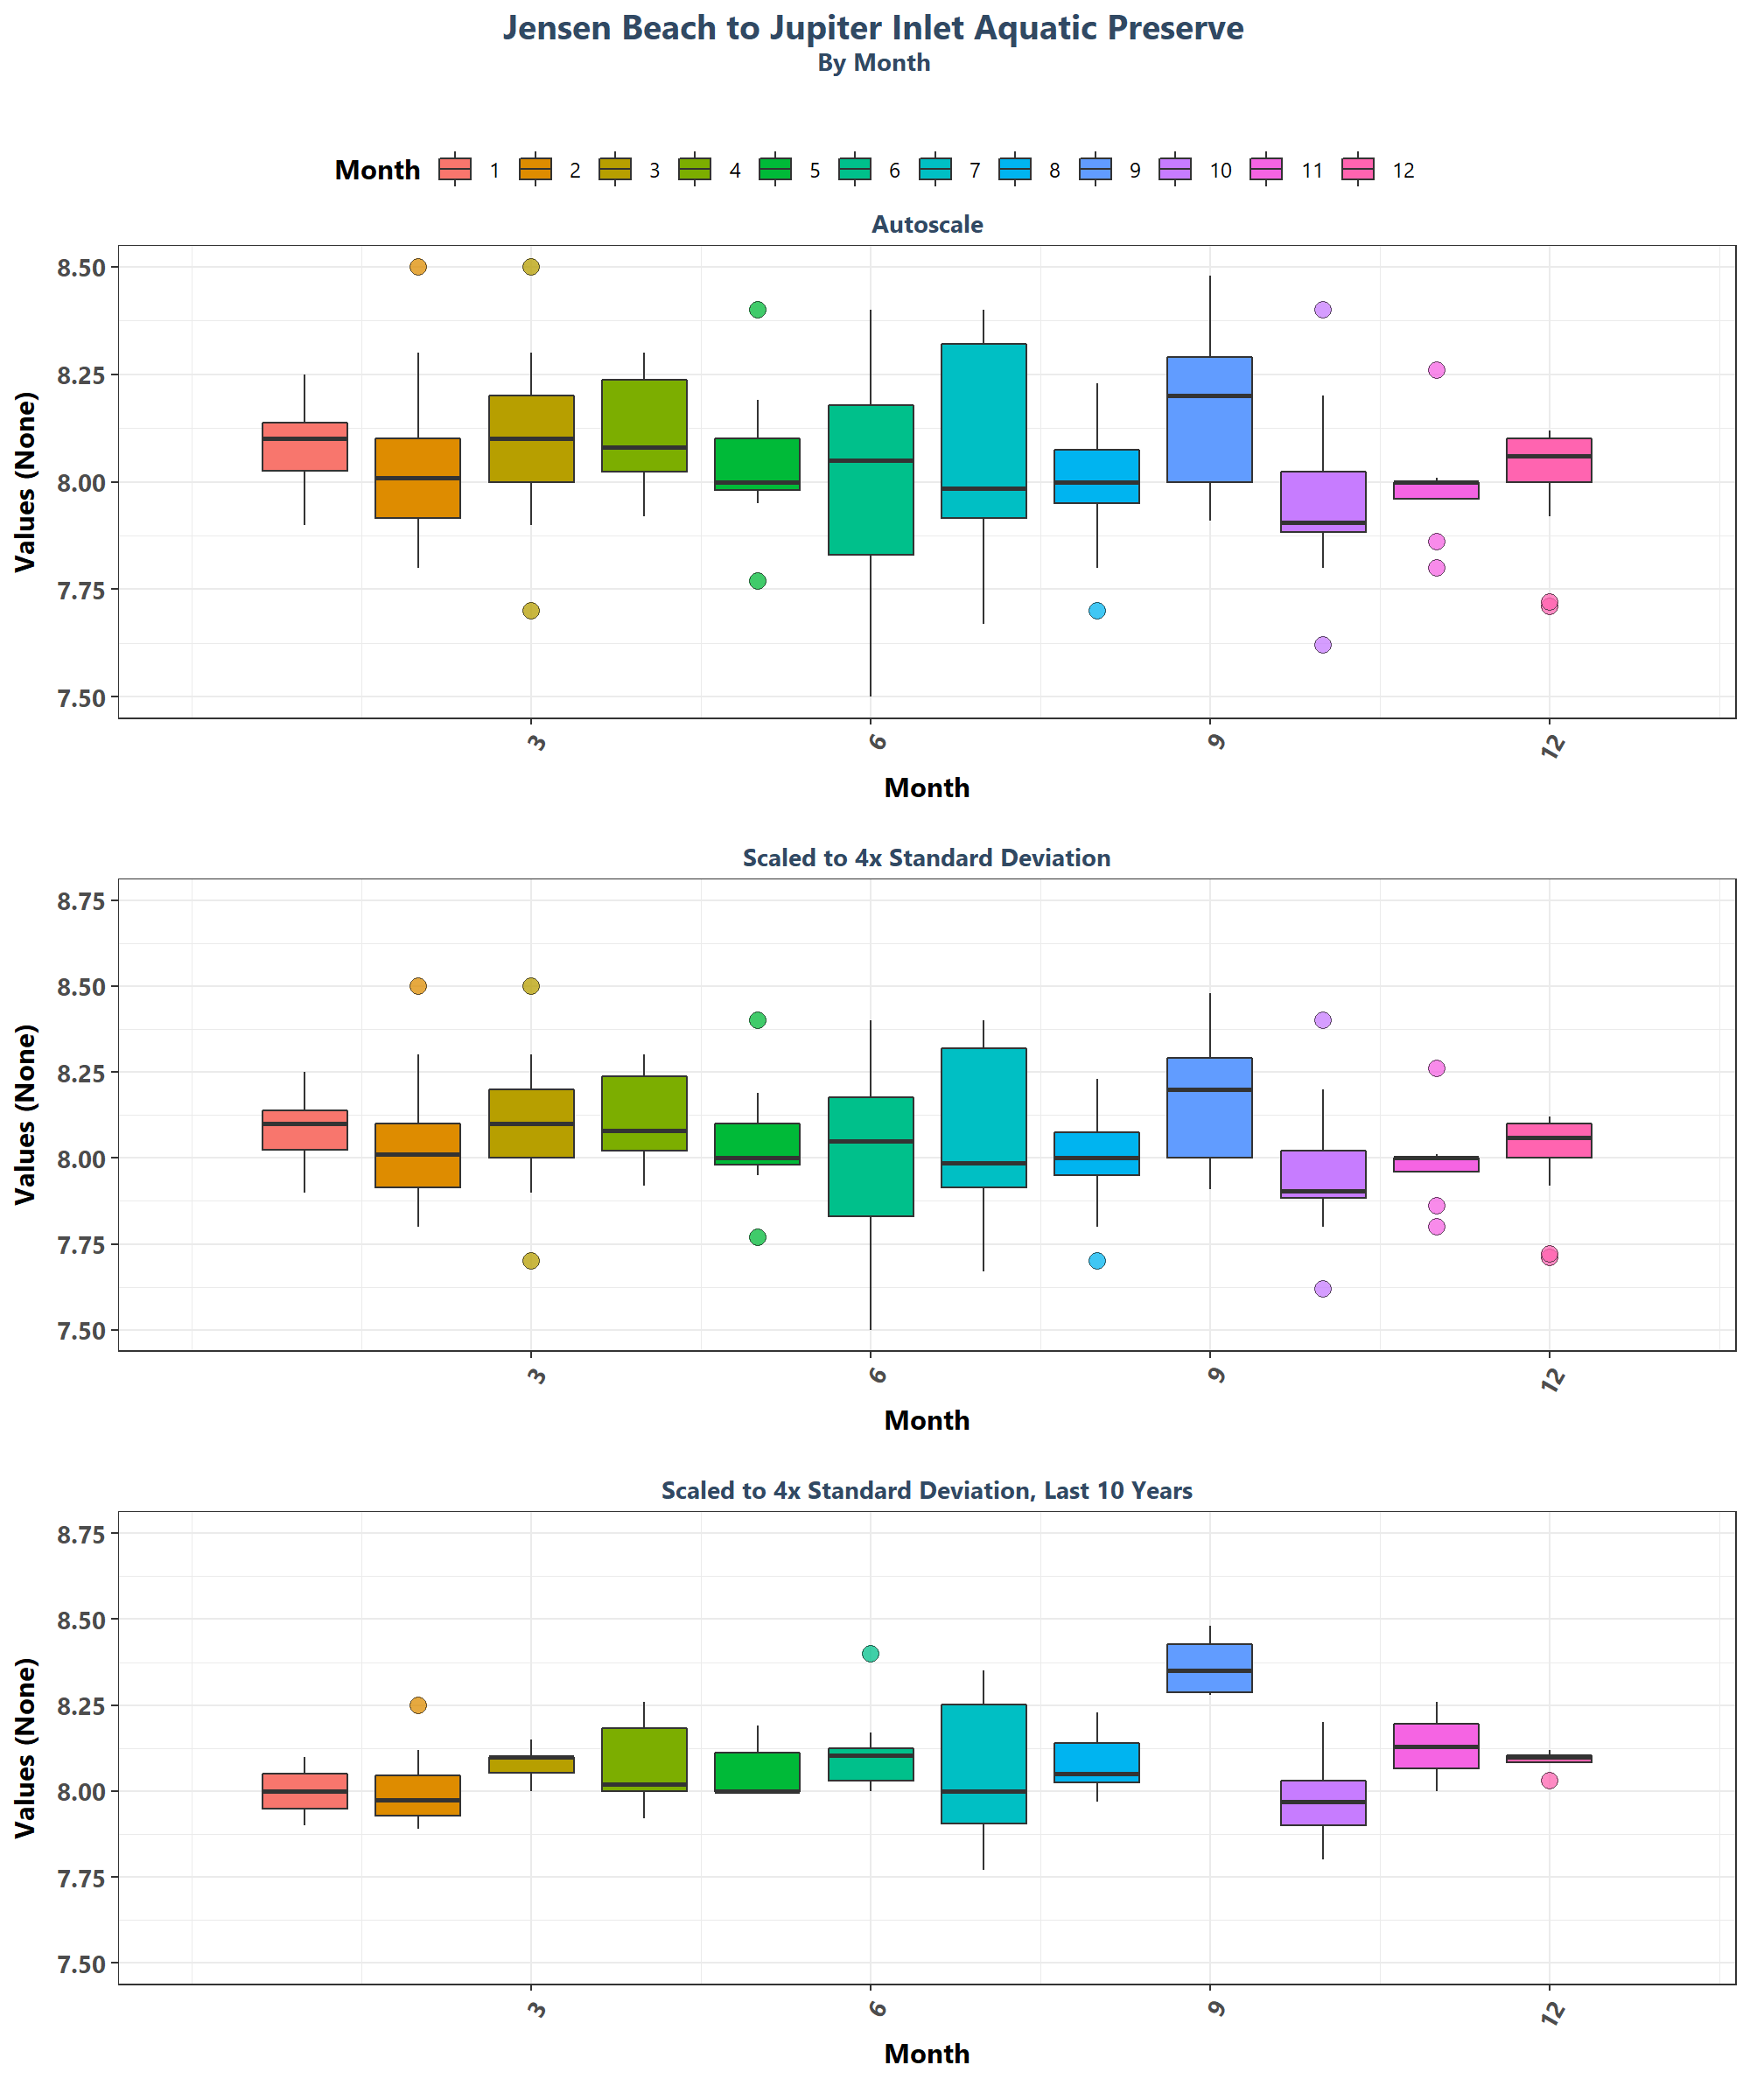 Jensen Beach to Jupiter Inlet Aquatic Preserve
By Month
Month 1 2 3 4 5 6 7 8 9 10 11 12
Autoscale
Values (None)
8.50
8.25
8.00
7.75
7.50
3 6 9 12
Month
Scaled to 4x Standard Deviation
Values (None)
8.75
8.50
8.25
8.00
7.75
7.50
3 6 9 12
Month
Scaled to 4x Standard Deviation, Last 10 Years
Values (None)
8.75
8.50
8.25
8.00
7.75
7.50
3 6 9 12
Month